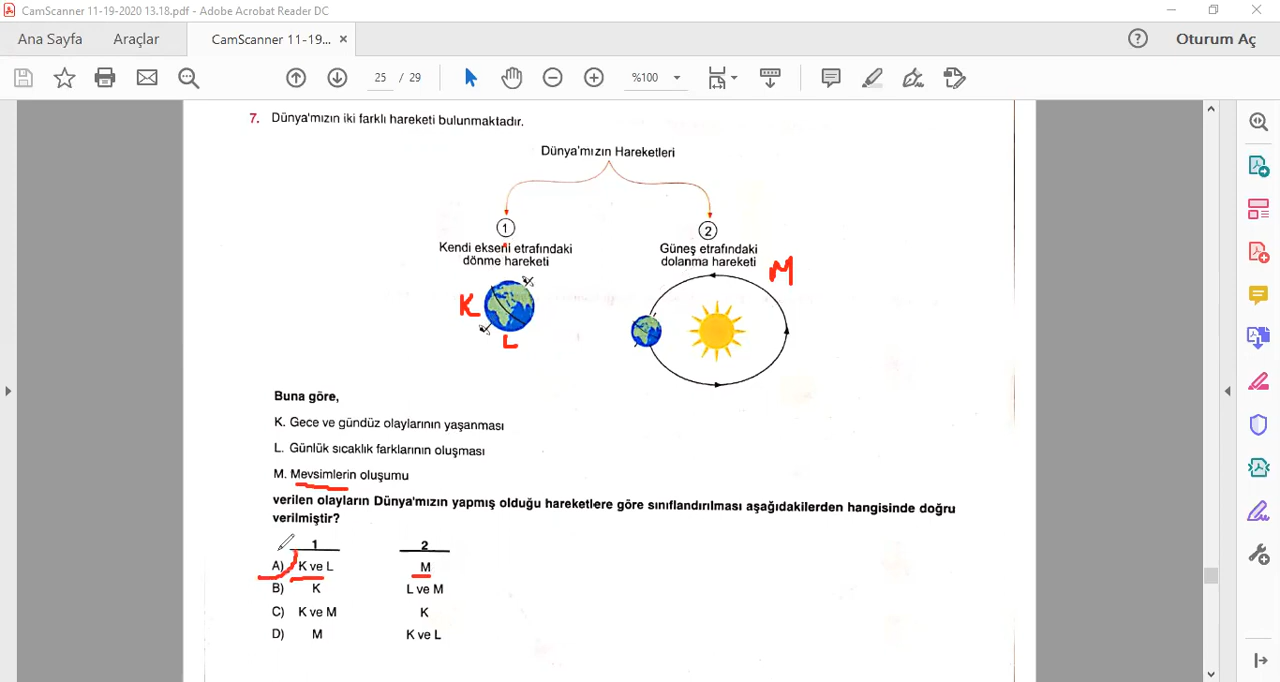 CamScanner 11-19-2020 13.18.pdf - Adobe Acrobat Reader DC
Ana Sayfa
Araçlar
CamScanner 11-19...
Oturum Aç
25 / 29
%100
7. Dünya'mızın iki farklı hareketi bulunmaktadır.
Dünya'mızın Hareketleri
1
2
Kendi ekseni etrafındaki
dönme hareketi
Güneş etrafındaki
dolanma hareketi
M
K
L
Buna göre,
K. Gece ve gündüz olaylarının yaşanması
L. Günlük sıcaklık farklarının oluşması
M. Mevsimlerin oluşumu
verilen olayların Dünya'mızın yapmış olduğu hareketlere göre sınıflandırılması aşağıdakilerden hangisinde doğru
verilmiştir?
1 2
A) K ve L M
B) K L ve M
C) K ve M K
D) M K ve L